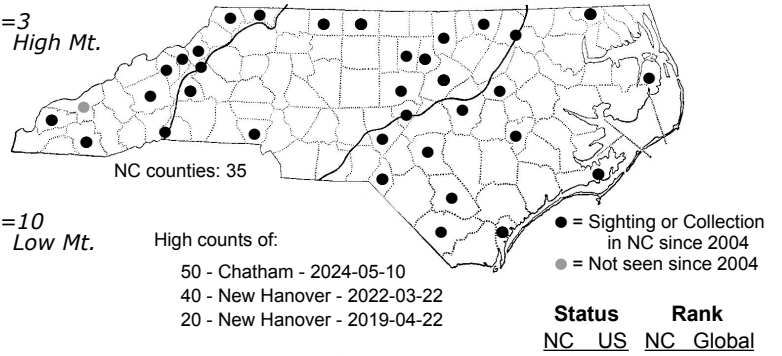 =3
High Mt.
NC counties: 35
=10
Low Mt.
High counts of:
50 - Chatham - 2024-05-10
40 - New Hanover - 2022-03-22
20 - New Hanover - 2019-04-22
= Sighting or Collection
in NC since 2004
= Not seen since 2004
Status Rank
NC US NC Global